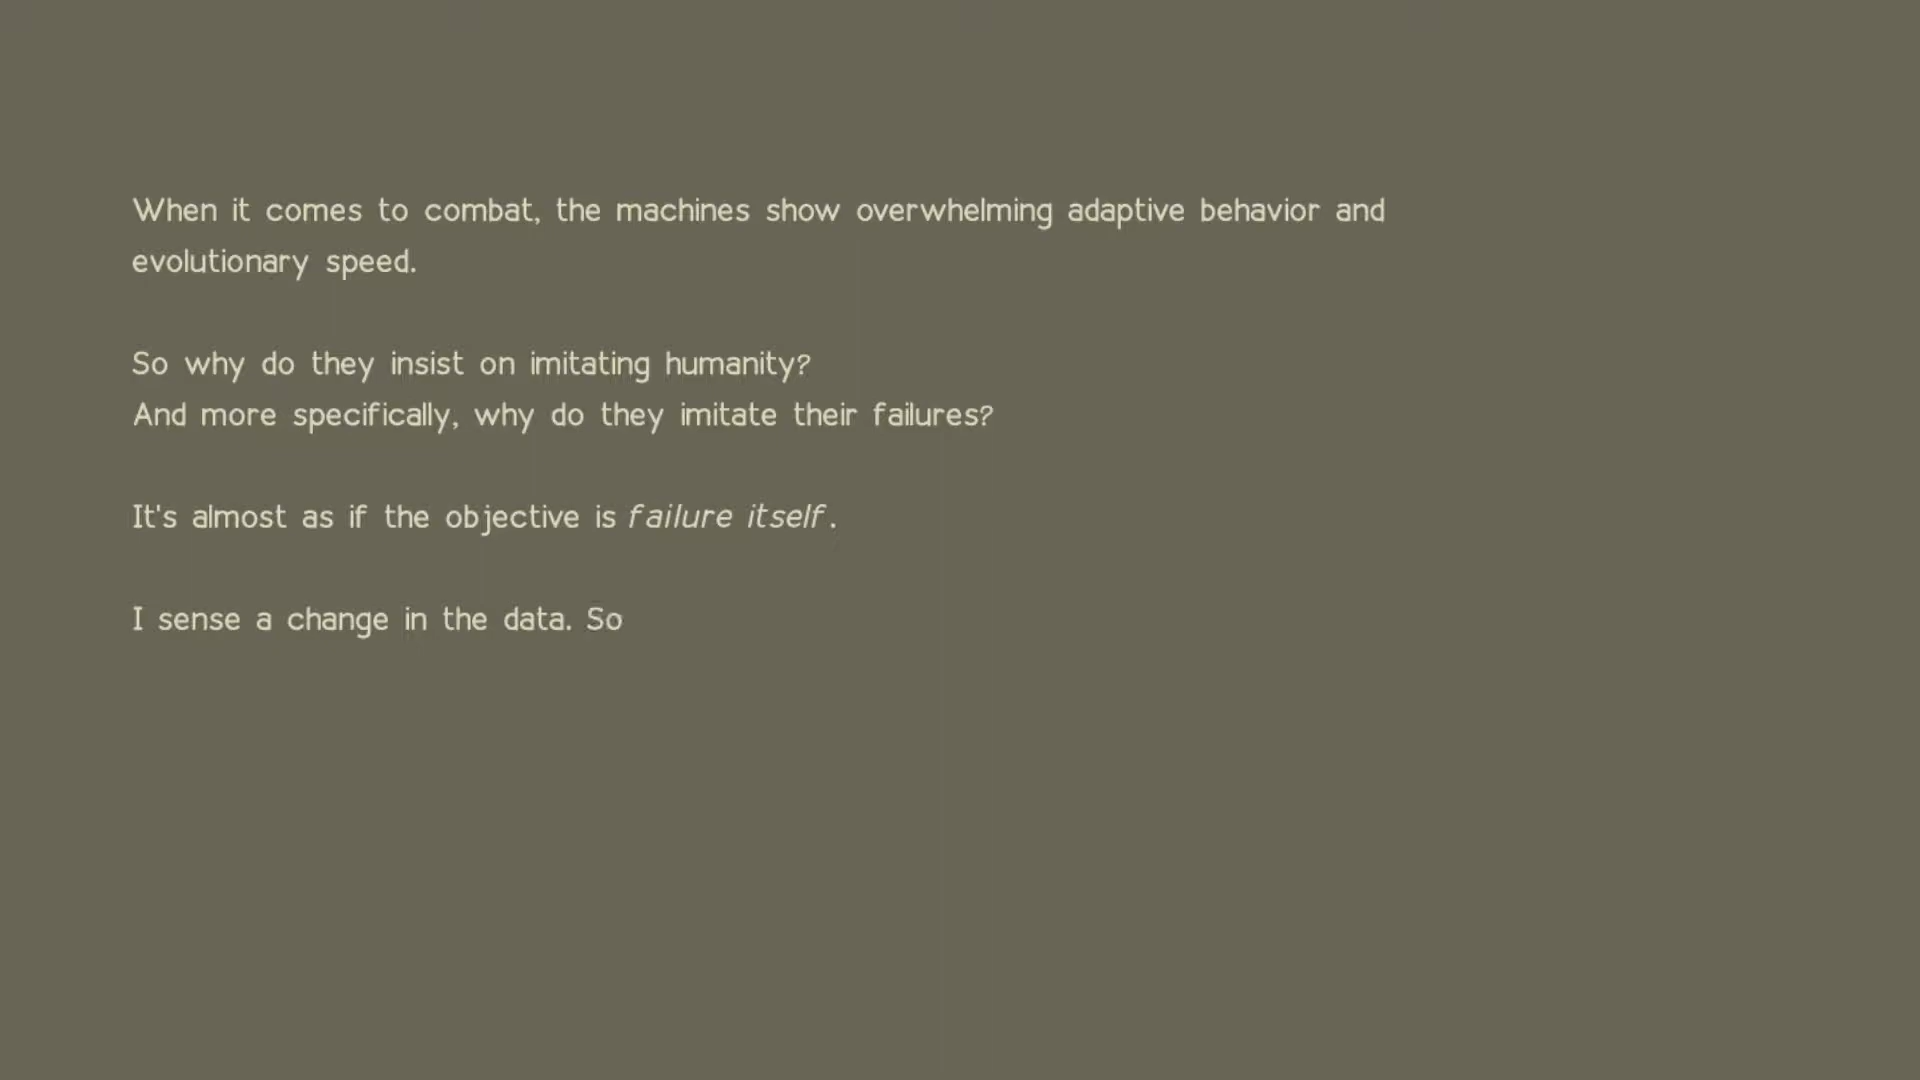 When it comes to combat, the machines show overwhelming adaptive behavior and
evolutionary speed.
So why do they insist on imitating humanity?
And more specifically, why do they imitate their failures?
It's almost as if the objective is failure itself.
I sense a change in the data. So